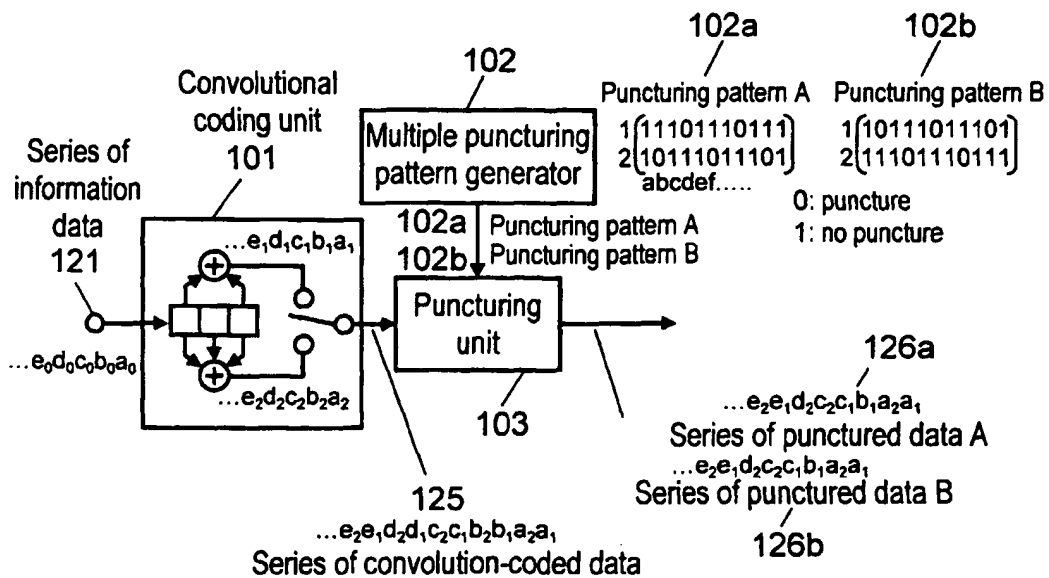 102a
102b
102
Puncturing pattern A
Puncturing pattern B
Convolutional
coding unit
101
Multiple puncturing
pattern generator
1 11101110111
2 10111011101
abcdef.....
1 10111011101
2 11101110111
0: puncture
1: no puncture
Series of
information
data
121
102a Puncturing pattern A
102b Puncturing pattern B
...e₁d₁c₁b₁a₁
+
Puncturing
unit
103
...e₀d₀c₀b₀a₀
+
...e₂d₂c₂b₂a₂
126a
...e₂e₁d₂c₂c₁b₁a₂a₁
Series of punctured data A
...e₂e₁d₂c₂c₁b₁a₂a₁
Series of punctured data B
126b
125
...e₂e₁d₂d₁c₂c₁b₂b₁a₂a₁
Series of convolution-coded data